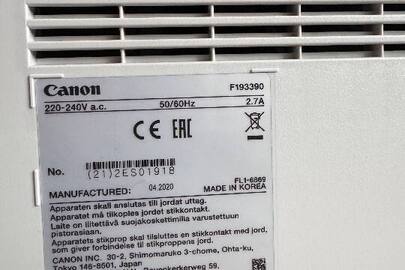 Canon
F193390
220-240V a.c. 50/60Hz 2.7A
CE EAC
No. (21)2ES01918
FL1-6869
MANUFACTURED: 04.2020 MADE IN KOREA
Apparaten skall anslutas till jordat uttag.
Apparatet må tilkoples jordet stikkontakt.
Laite on liitettävä suojakosketinmilla varustettuun
pistorasiaan.
Apparatets stikprop skal tilsluttes en stikkontakt med jord,
som giver forbindelse til stikproppens jord.
CANON INC. 30-2, Shimomaruko 3-chome, Ohta-ku,
Tokyo 146-8501, Japan
59,